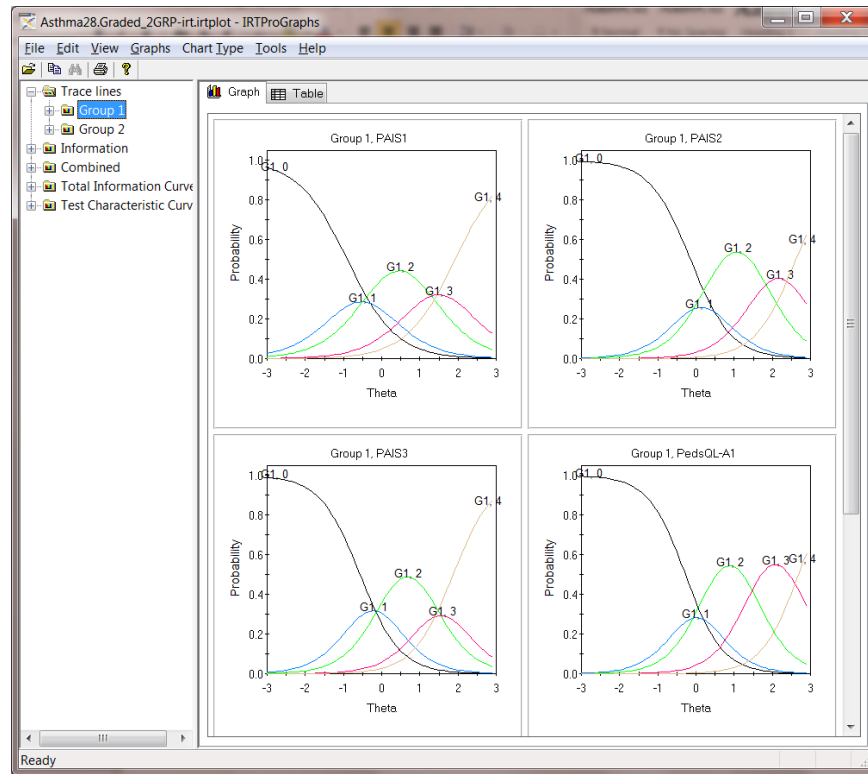 Asthma28.Graded_2GRP-irt.irtplot - IRTProGraphs
File Edit View Graphs Chart Type Tools Help
Trace lines
Group 1
Group 2
Information
Combined
Total Information Curve
Test Characteristic Curv
Graph Table
Group 1, PAIS1
Probability
1.0
0.8
0.6
0.4
0.2
0.0
G1, 0
G1, 1
G1, 2
G1, 3
G1, 4
-3 -2 -1 0 1 2 3
Theta
Group 1, PAIS2
Probability
1.0
0.8
0.6
0.4
0.2
0.0
G1, 0
G1, 1
G1, 2
G1, 3
G1, 4
-3 -2 -1 0 1 2 3
Theta
Group 1, PAIS3
Probability
1.0
0.8
0.6
0.4
0.2
0.0
G1, 0
G1, 1
G1, 2
G1, 3
G1, 4
-3 -2 -1 0 1 2 3
Theta
Group 1, PedsQL-A1
Probability
1.0
0.8
0.6
0.4
0.2
0.0
G1, 0
G1, 1
G1, 2
G1, 3
G1, 4
-3 -2 -1 0 1 2 3
Theta
Ready